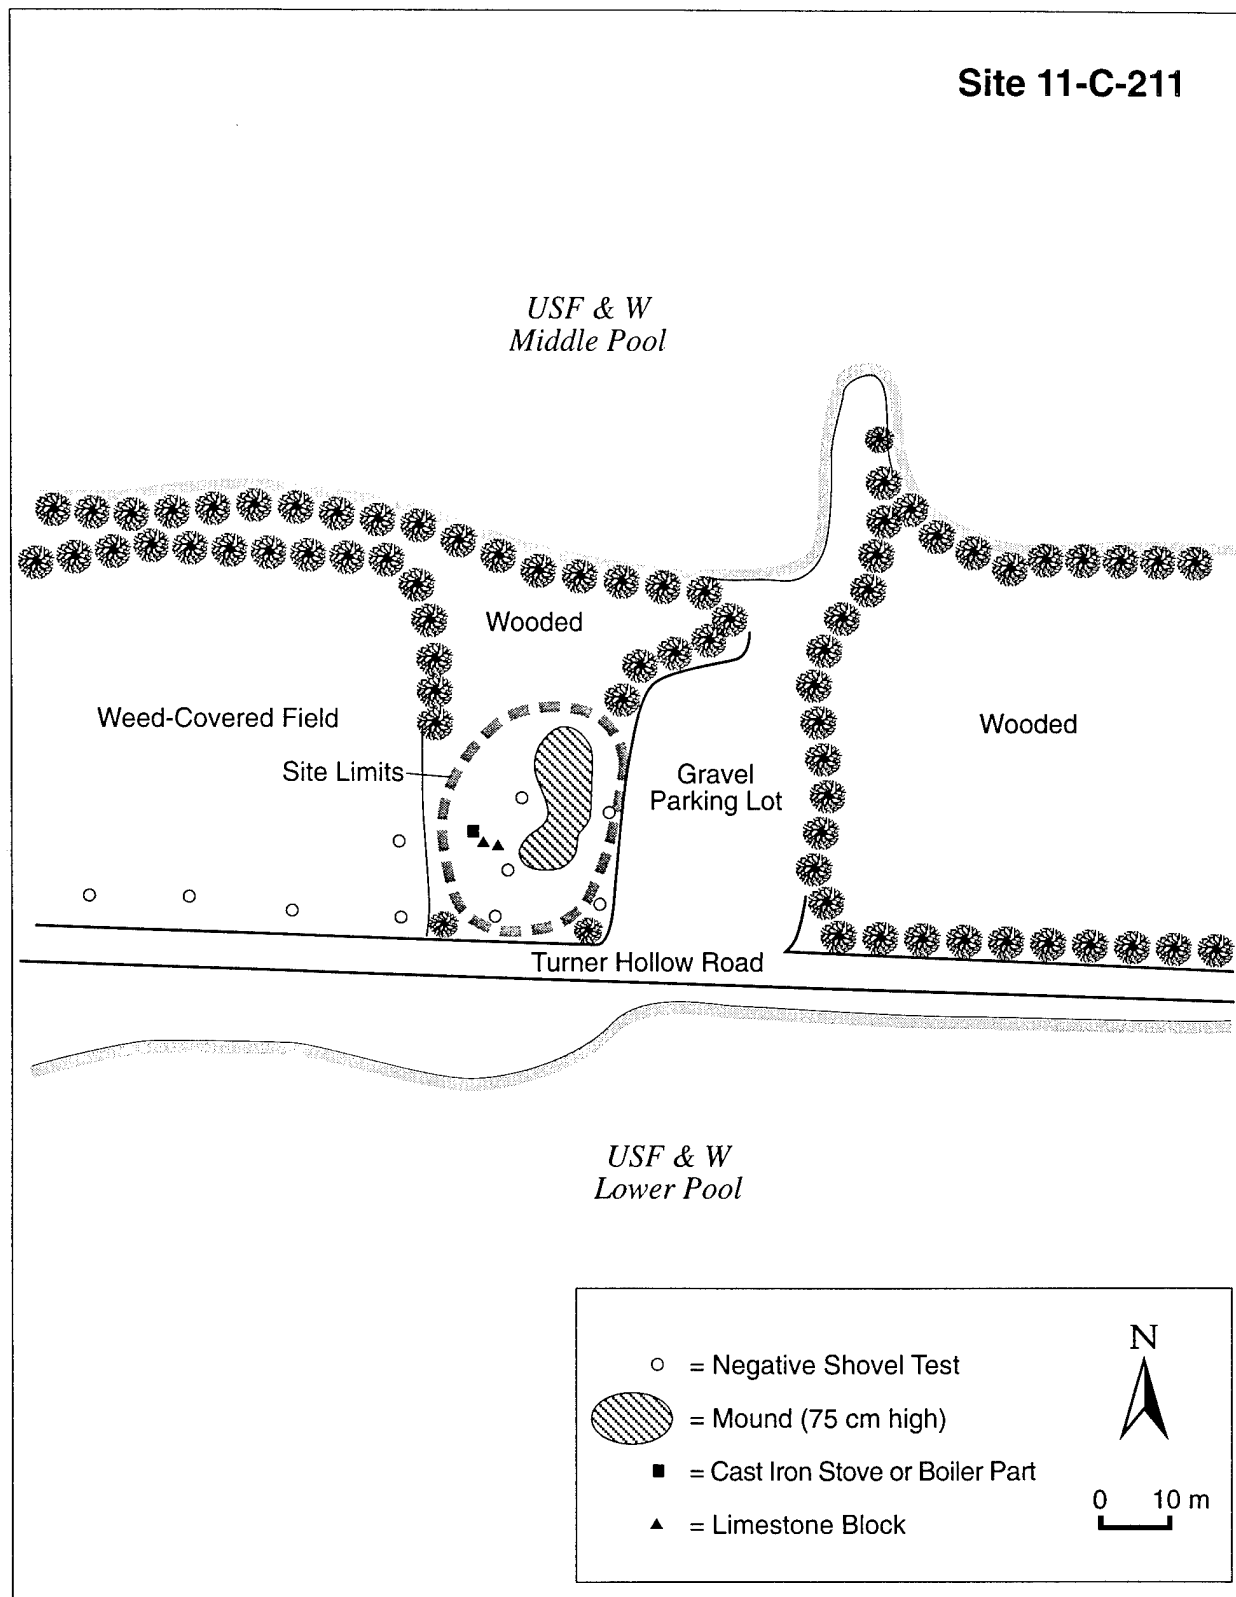 Site 11-C-211
USF & W
Middle Pool
Wooded
Weed-Covered Field
Wooded
Site Limits
Gravel
Parking Lot
Turner Hollow Road
USF & W
Lower Pool
N
= Negative Shovel Test
= Mound (75 cm high)
= Cast Iron Stove or Boiler Part
0 10 m
= Limestone Block